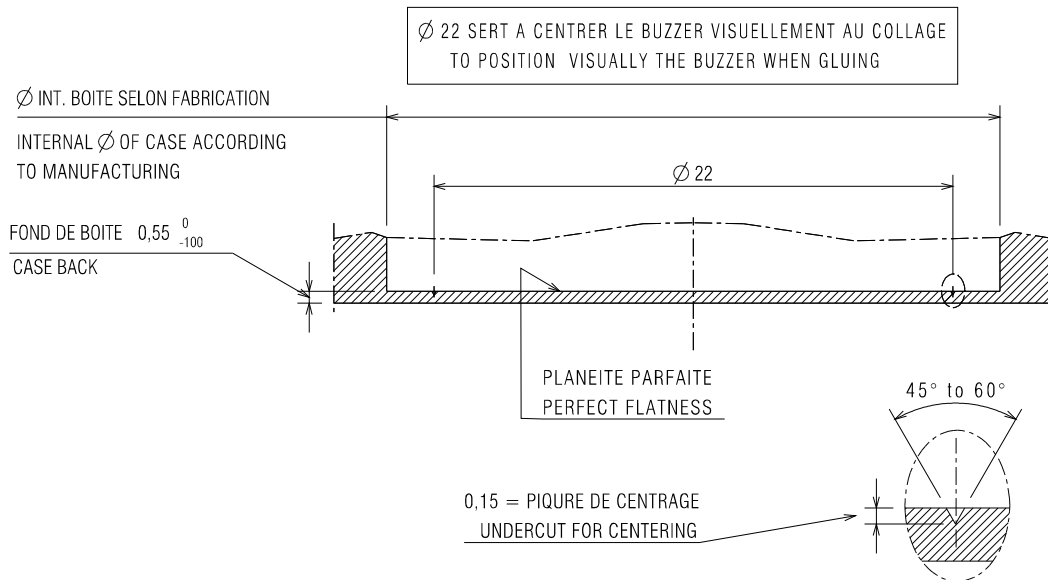 Ø 22 SERT A CENTRER LE BUZZER VISUELLEMENT AU COLLAGE
TO POSITION VISUALLY THE BUZZER WHEN GLUING
Ø INT. BOITE SELON FABRICATION
INTERNAL Ø OF CASE ACCORDING
TO MANUFACTURING
Ø 22
FOND DE BOITE 0,55 0 -100
CASE BACK
PLANEITE PARFAITE
PERFECT FLATNESS
45° to 60°
0,15 = PIQURE DE CENTRAGE
UNDERCUT FOR CENTERING